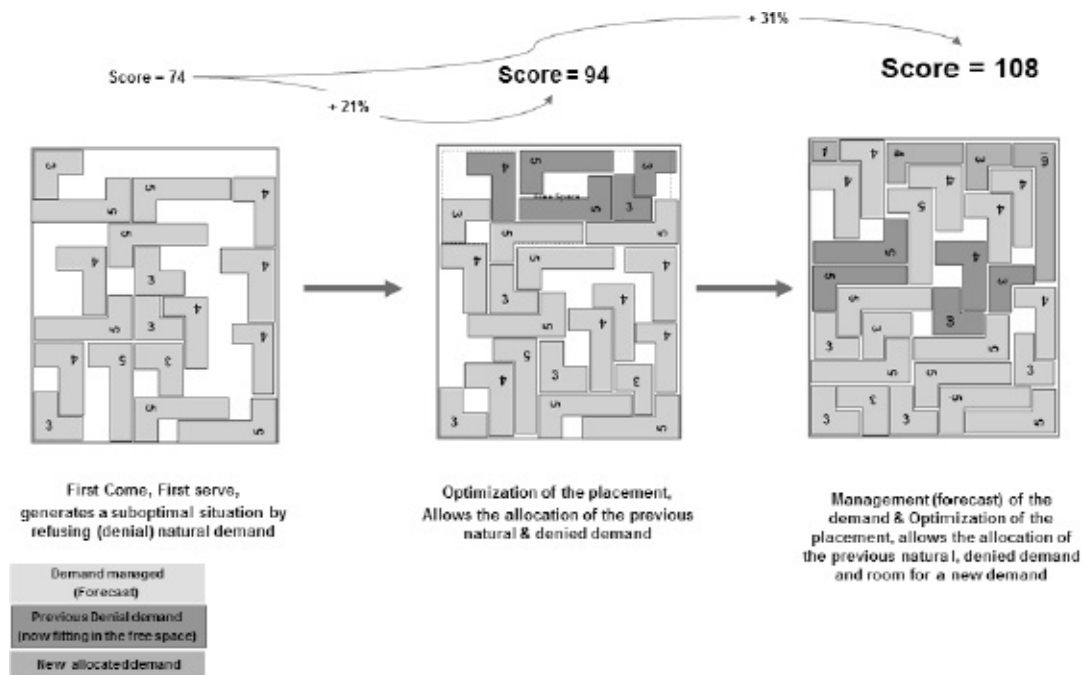 + 31%
Score = 74
Score = 94
Score = 108
+ 21%
Free Space
First Come, First serve,
generates a suboptimal situation by
refusing (denial) natural demand
Optimization of the placement,
Allows the allocation of the previous
natural & denied demand
Management (forecast) of the
demand & Optimization of the
placement, allows the allocation of
the previous natural, denied demand
and room for a new demand
Demand managed
(Forecast)
Previous Denial demand
(now fitting in the free space)
New allocated demand